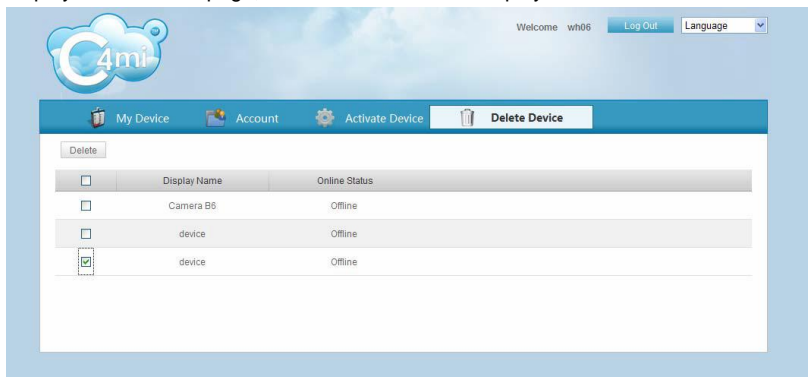 Welcome wh06 Log Out Language
C4mi
My Device Account Activate Device Delete Device
Delete
Display Name Online Status
Camera B6 Offline
device Offline
device Offline